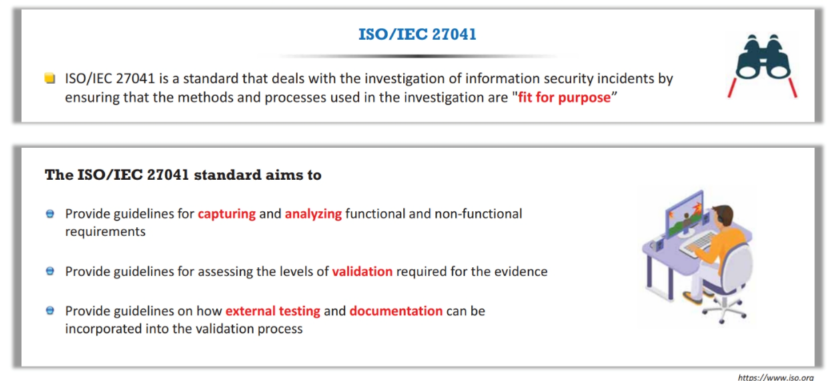 ISO/IEC 27041
ISO/IEC 27041 is a standard that deals with the investigation of information security incidents by
ensuring that the methods and processes used in the investigation are "fit for purpose”
The ISO/IEC 27041 standard aims to
Provide guidelines for capturing and analyzing functional and non-functional
requirements
Provide guidelines for assessing the levels of validation required for the evidence
Provide guidelines on how external testing and documentation can be
incorporated into the validation process
https://www.iso.org